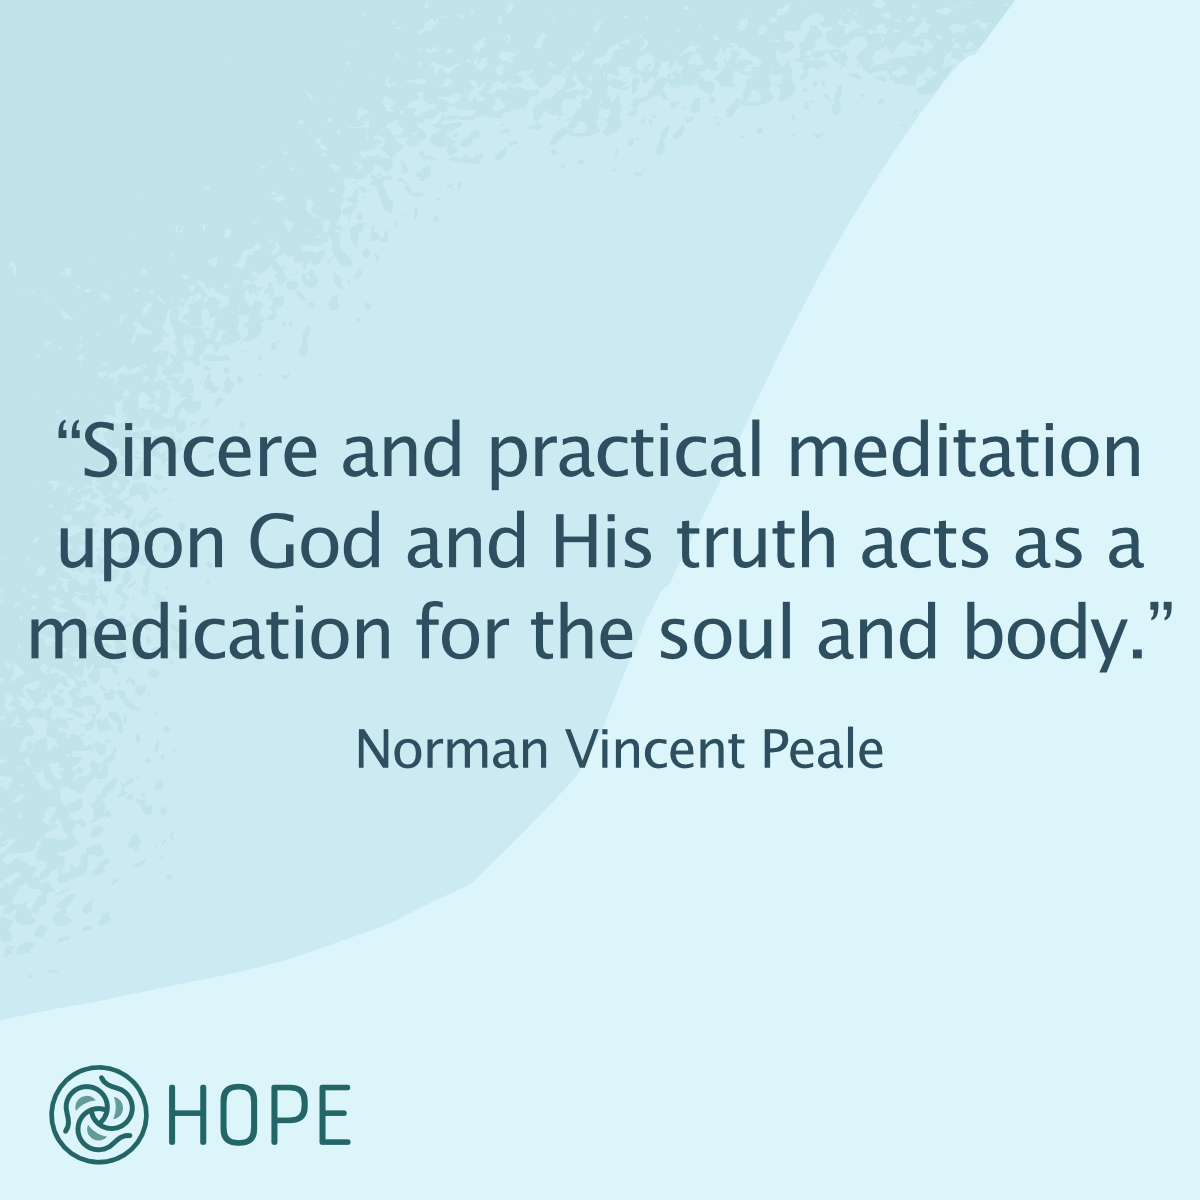 “Sincere and practical meditation
upon God and His truth acts as a
medication for the soul and body.”
Norman Vincent Peale
HOPE